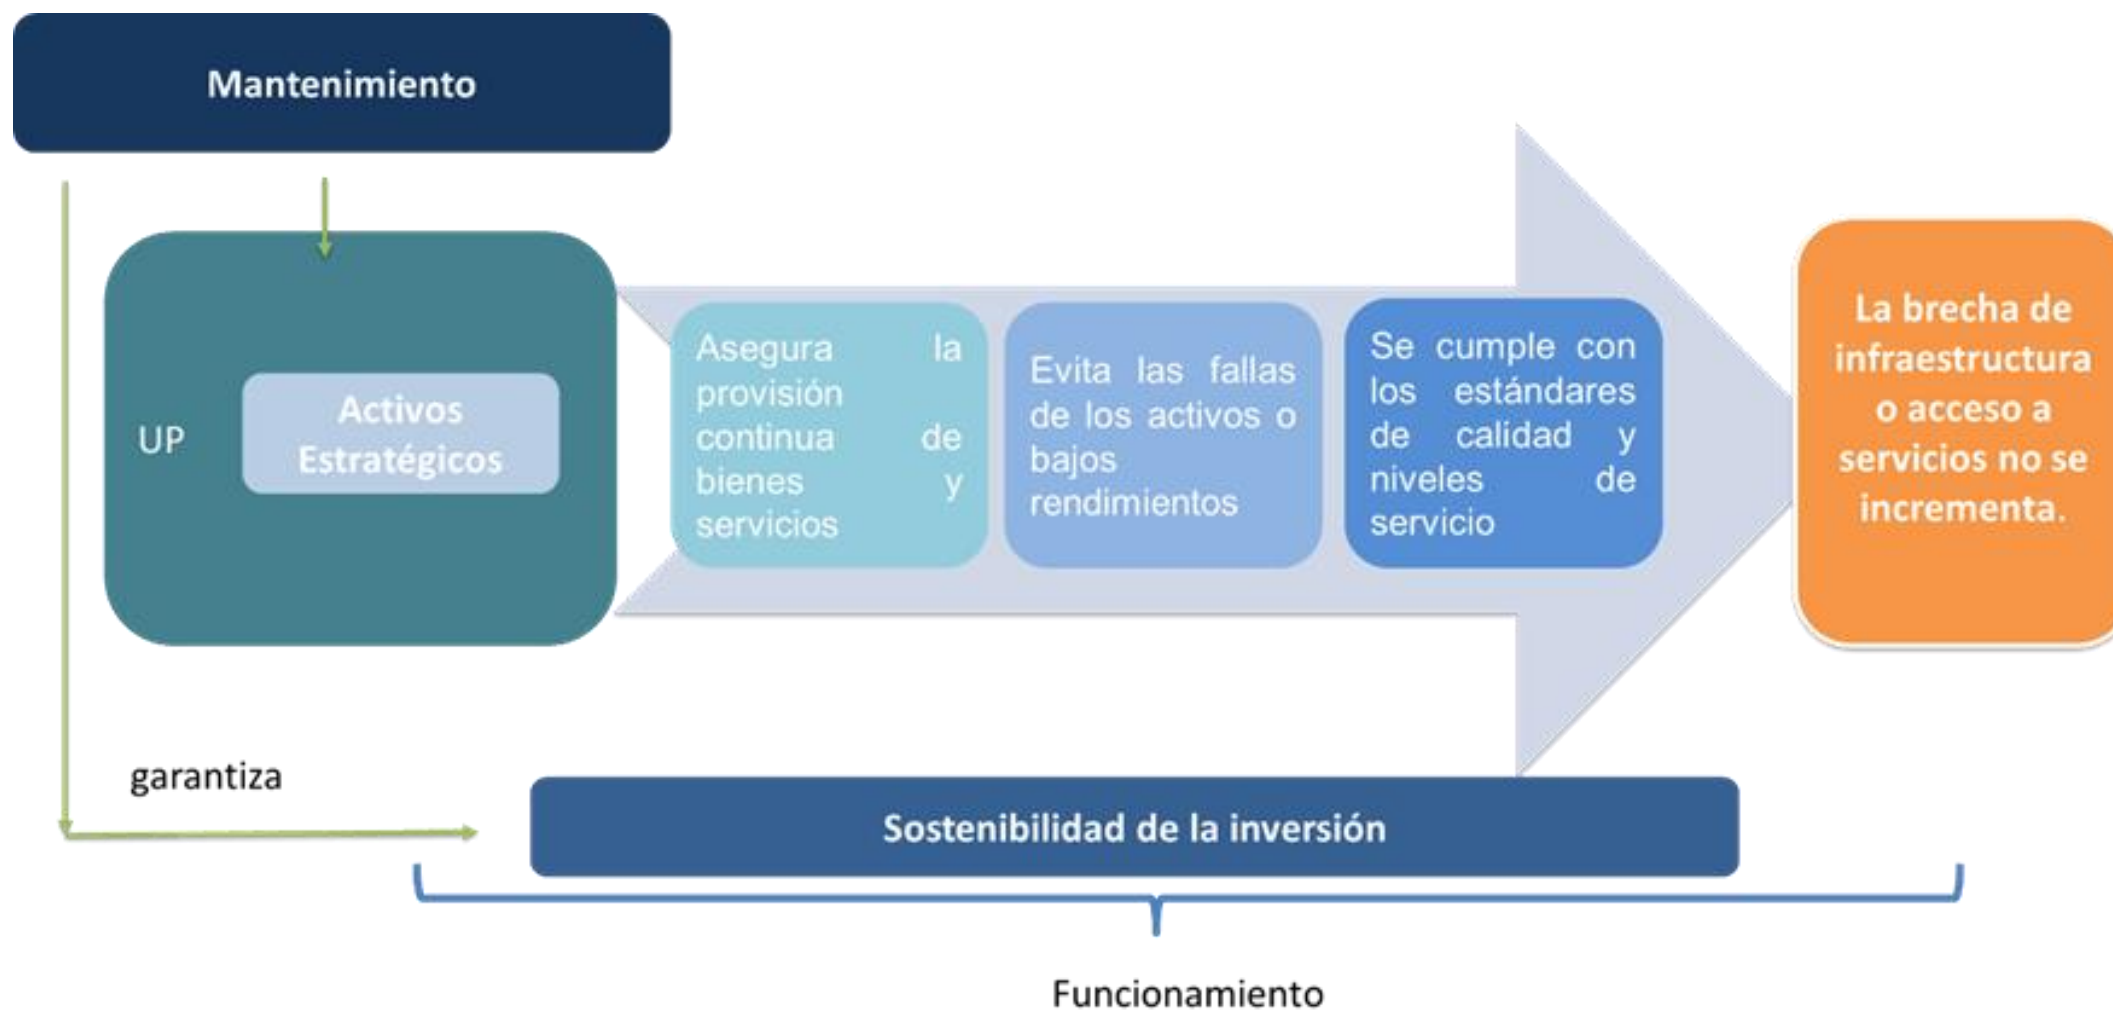 Mantenimiento
UP
Activos
Estratégicos
Asegura la
provisión
continua de
bienes y
servicios
Evita las fallas
de los activos o
bajos
rendimientos
Se cumple con
los estándares
de calidad y
niveles de
servicio
La brecha de
infraestructura
o acceso a
servicios no se
incrementa.
garantiza
Sostenibilidad de la inversión
Funcionamiento